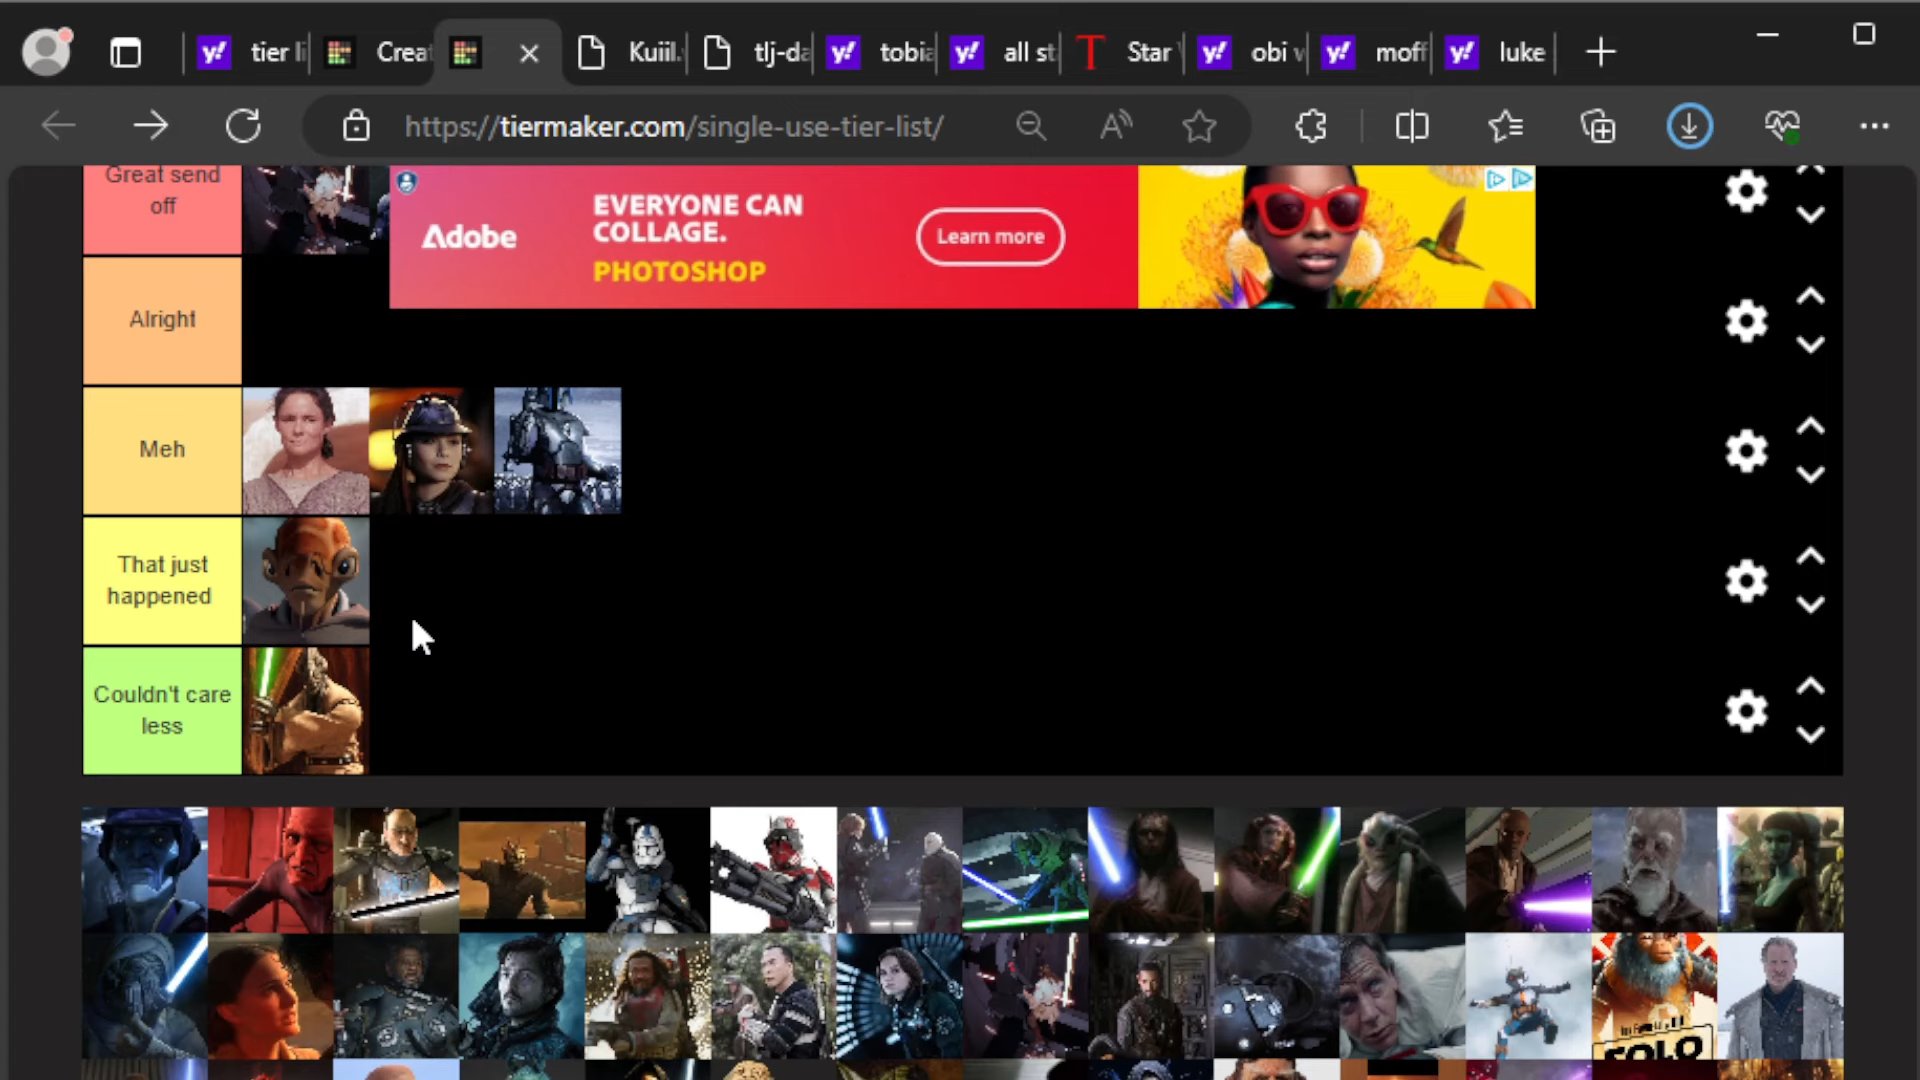 tier li
Creat
Kuiil.
tlj-da
tobia
all st
Star
obi v
moff
luke
https://tiermaker.com/single-use-tier-list/
Great send
off
Adobe
EVERYONE CAN
COLLAGE.
PHOTOSHOP
Learn more
Alright
Meh
That just
happened
Couldn't care
less
SOLO